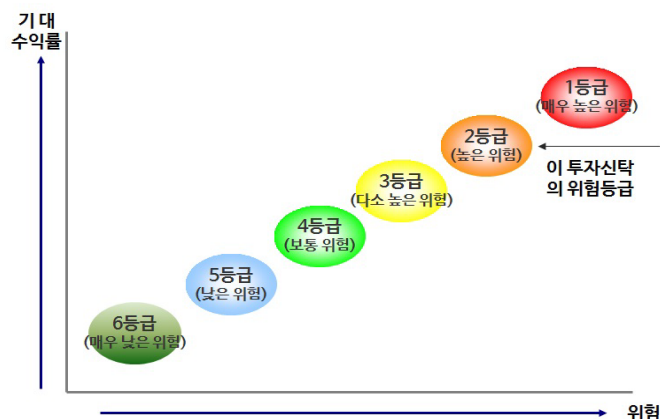 기 대
수익률
1등급
(매우 높은 위험)
2등급
(높은 위험)
이 투자신탁
의 위험등급
3등급
(다소 높은 위험)
4등급
(보통 위험)
5등급
(낮은 위험)
6등급
(매우 낮은 위험)
위험